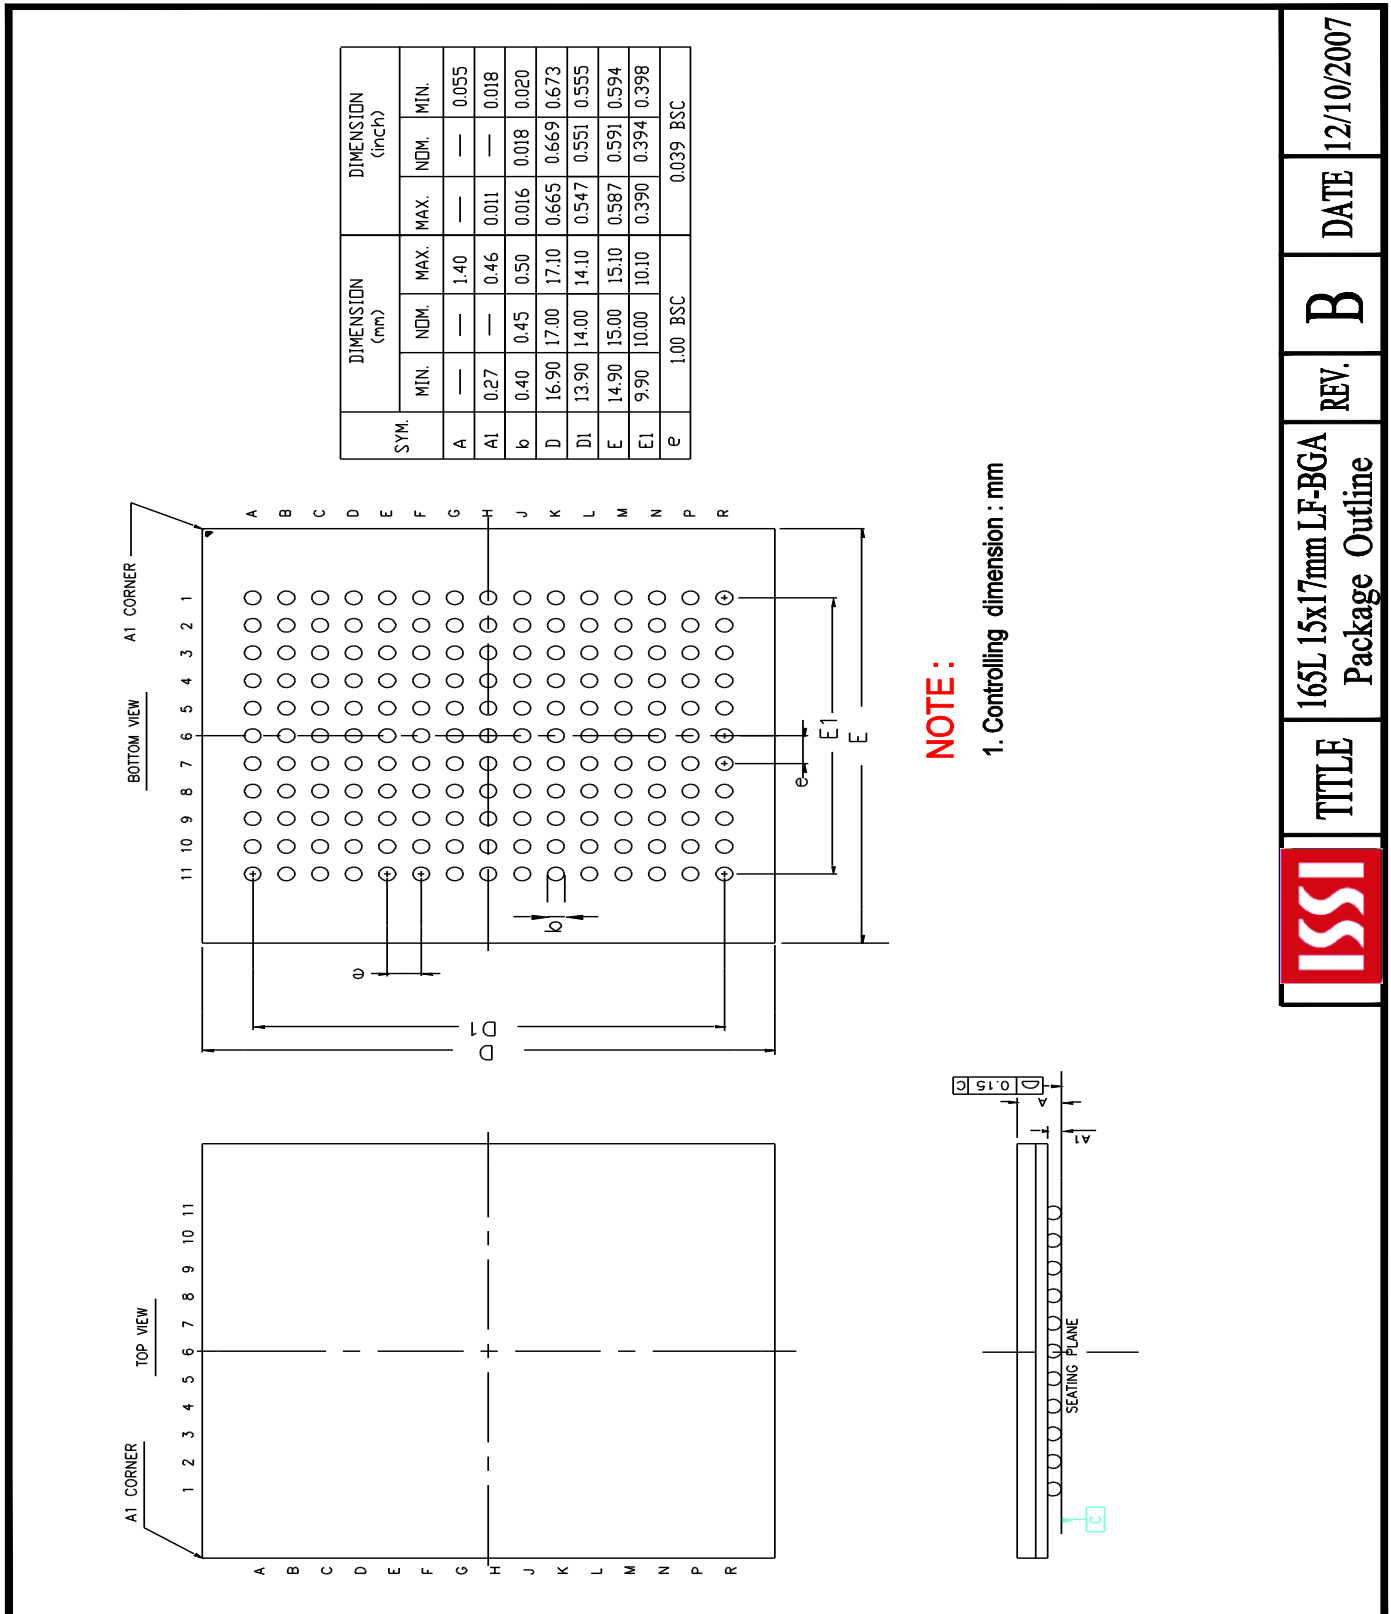 TOP VIEW
A1 CORNER
1 2 3 4 5 6 7 8 9 10 11
A
B
C
D
E
F
G
H
J
K
L
M
N
P
R
BOTTOM VIEW
A1 CORNER
11 10 9 8 7 6 5 4 3 2 1
A
B
C
D
E
F
G
H
J
K
L
M
N
P
R
e
b
D1
D
e
E1
E
SYM. DIMENSION (mm) DIMENSION (inch)
MIN. NOM. MAX. MAX. NOM. MIN.
A — — 1.40 — — 0.055
A1 0.27 — 0.46 0.011 — 0.018
b 0.40 0.45 0.50 0.016 0.018 0.020
D 16.90 17.00 17.10 0.665 0.669 0.673
D1 13.90 14.00 14.10 0.547 0.551 0.555
E 14.90 15.00 15.10 0.587 0.591 0.594
E1 9.90 10.00 10.10 0.390 0.394 0.398
e 1.00 BSC 0.039 BSC
NOTE :
1. Controlling dimension : mm
D 0.15 C
A
A1
SEATING PLANE
C
ISSI
TITLE
165L 15x17mm LF-BGA
Package Outline
REV.
B
DATE
12/10/2007